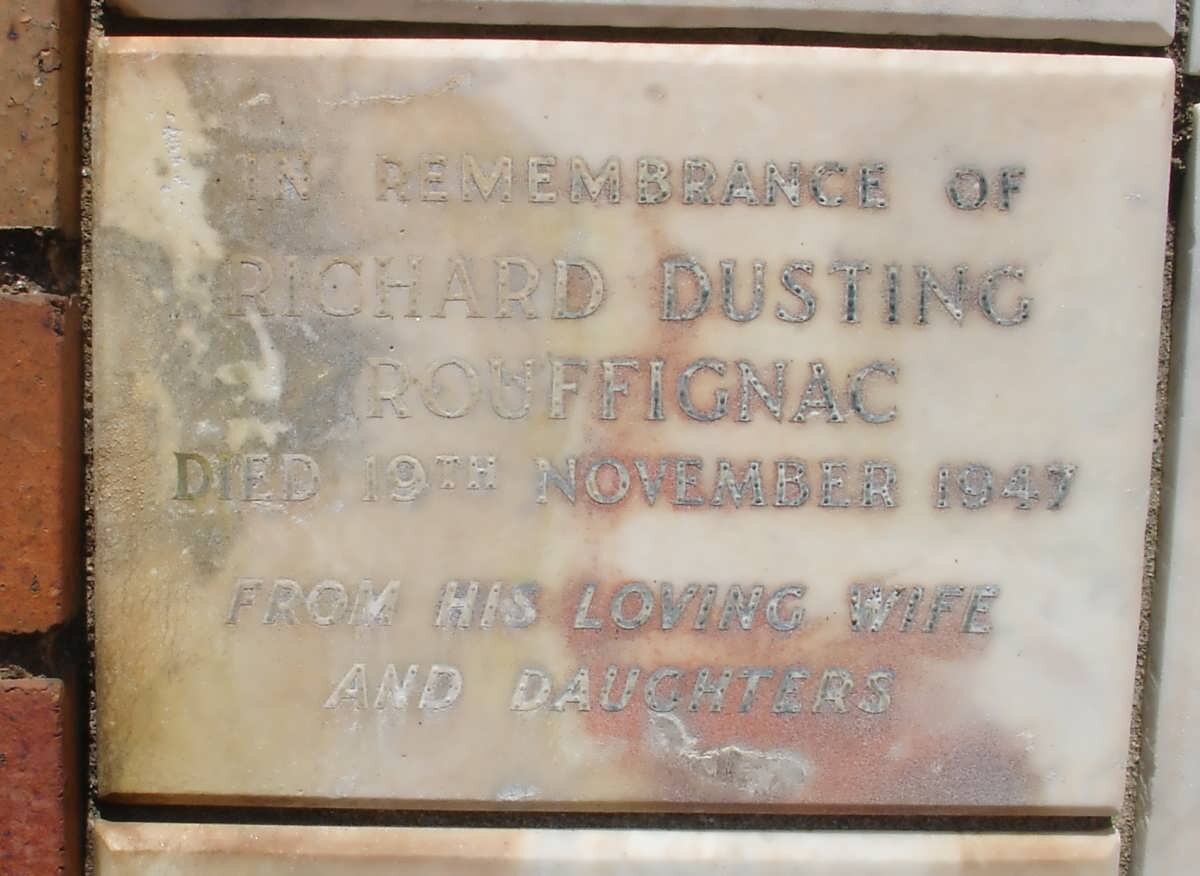 IN REMEMBRANCE OF
RICHARD DUSTING
ROUFFIGNAC
DIED 19TH NOVEMBER 1947
FROM HIS LOVING WIFE
AND DAUGHTERS